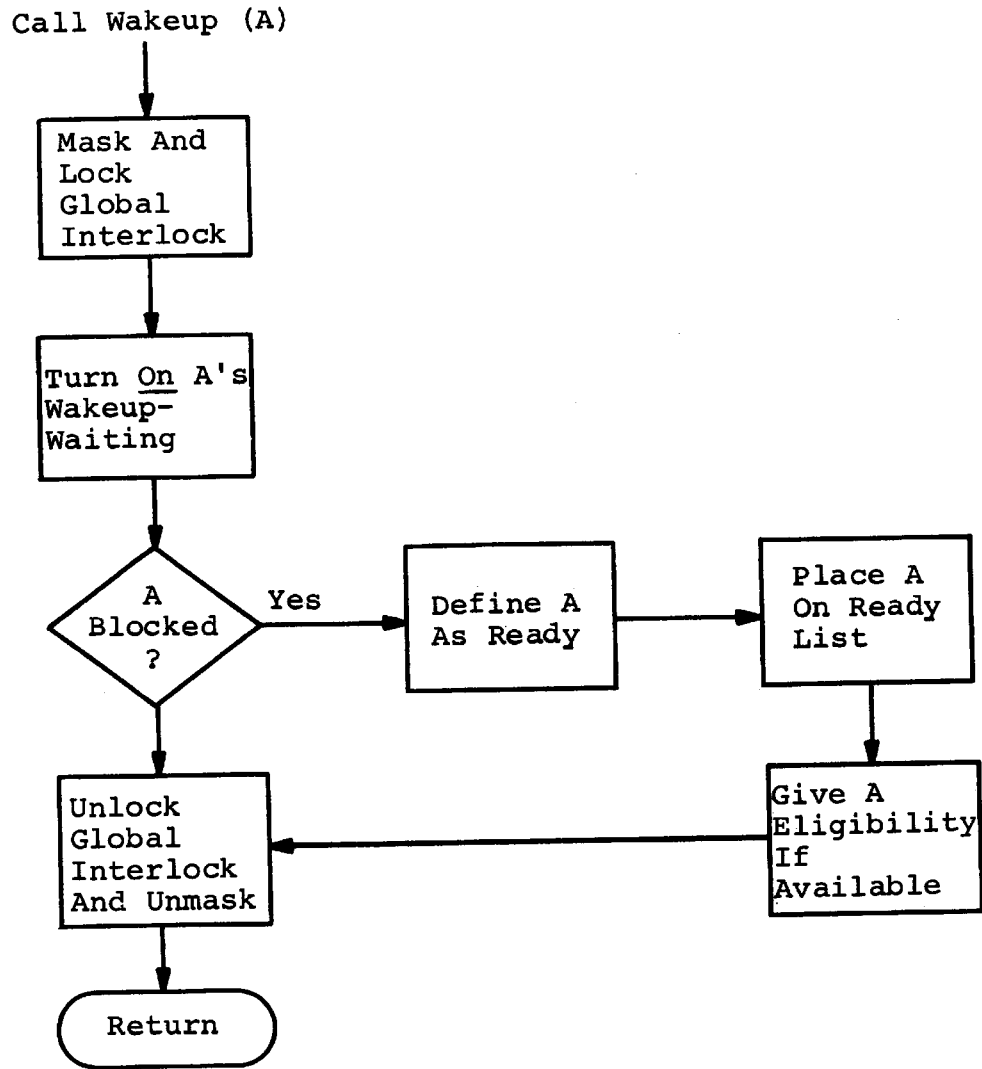 Call Wakeup (A)
Mask And
Lock
Global
Interlock
Turn On A's
Wakeup-
Waiting
A
Blocked
?
Yes
Define A
As Ready
Place A
On Ready
List
Give A
Eligibility
If
Available
Unlock
Global
Interlock
And Unmask
Return